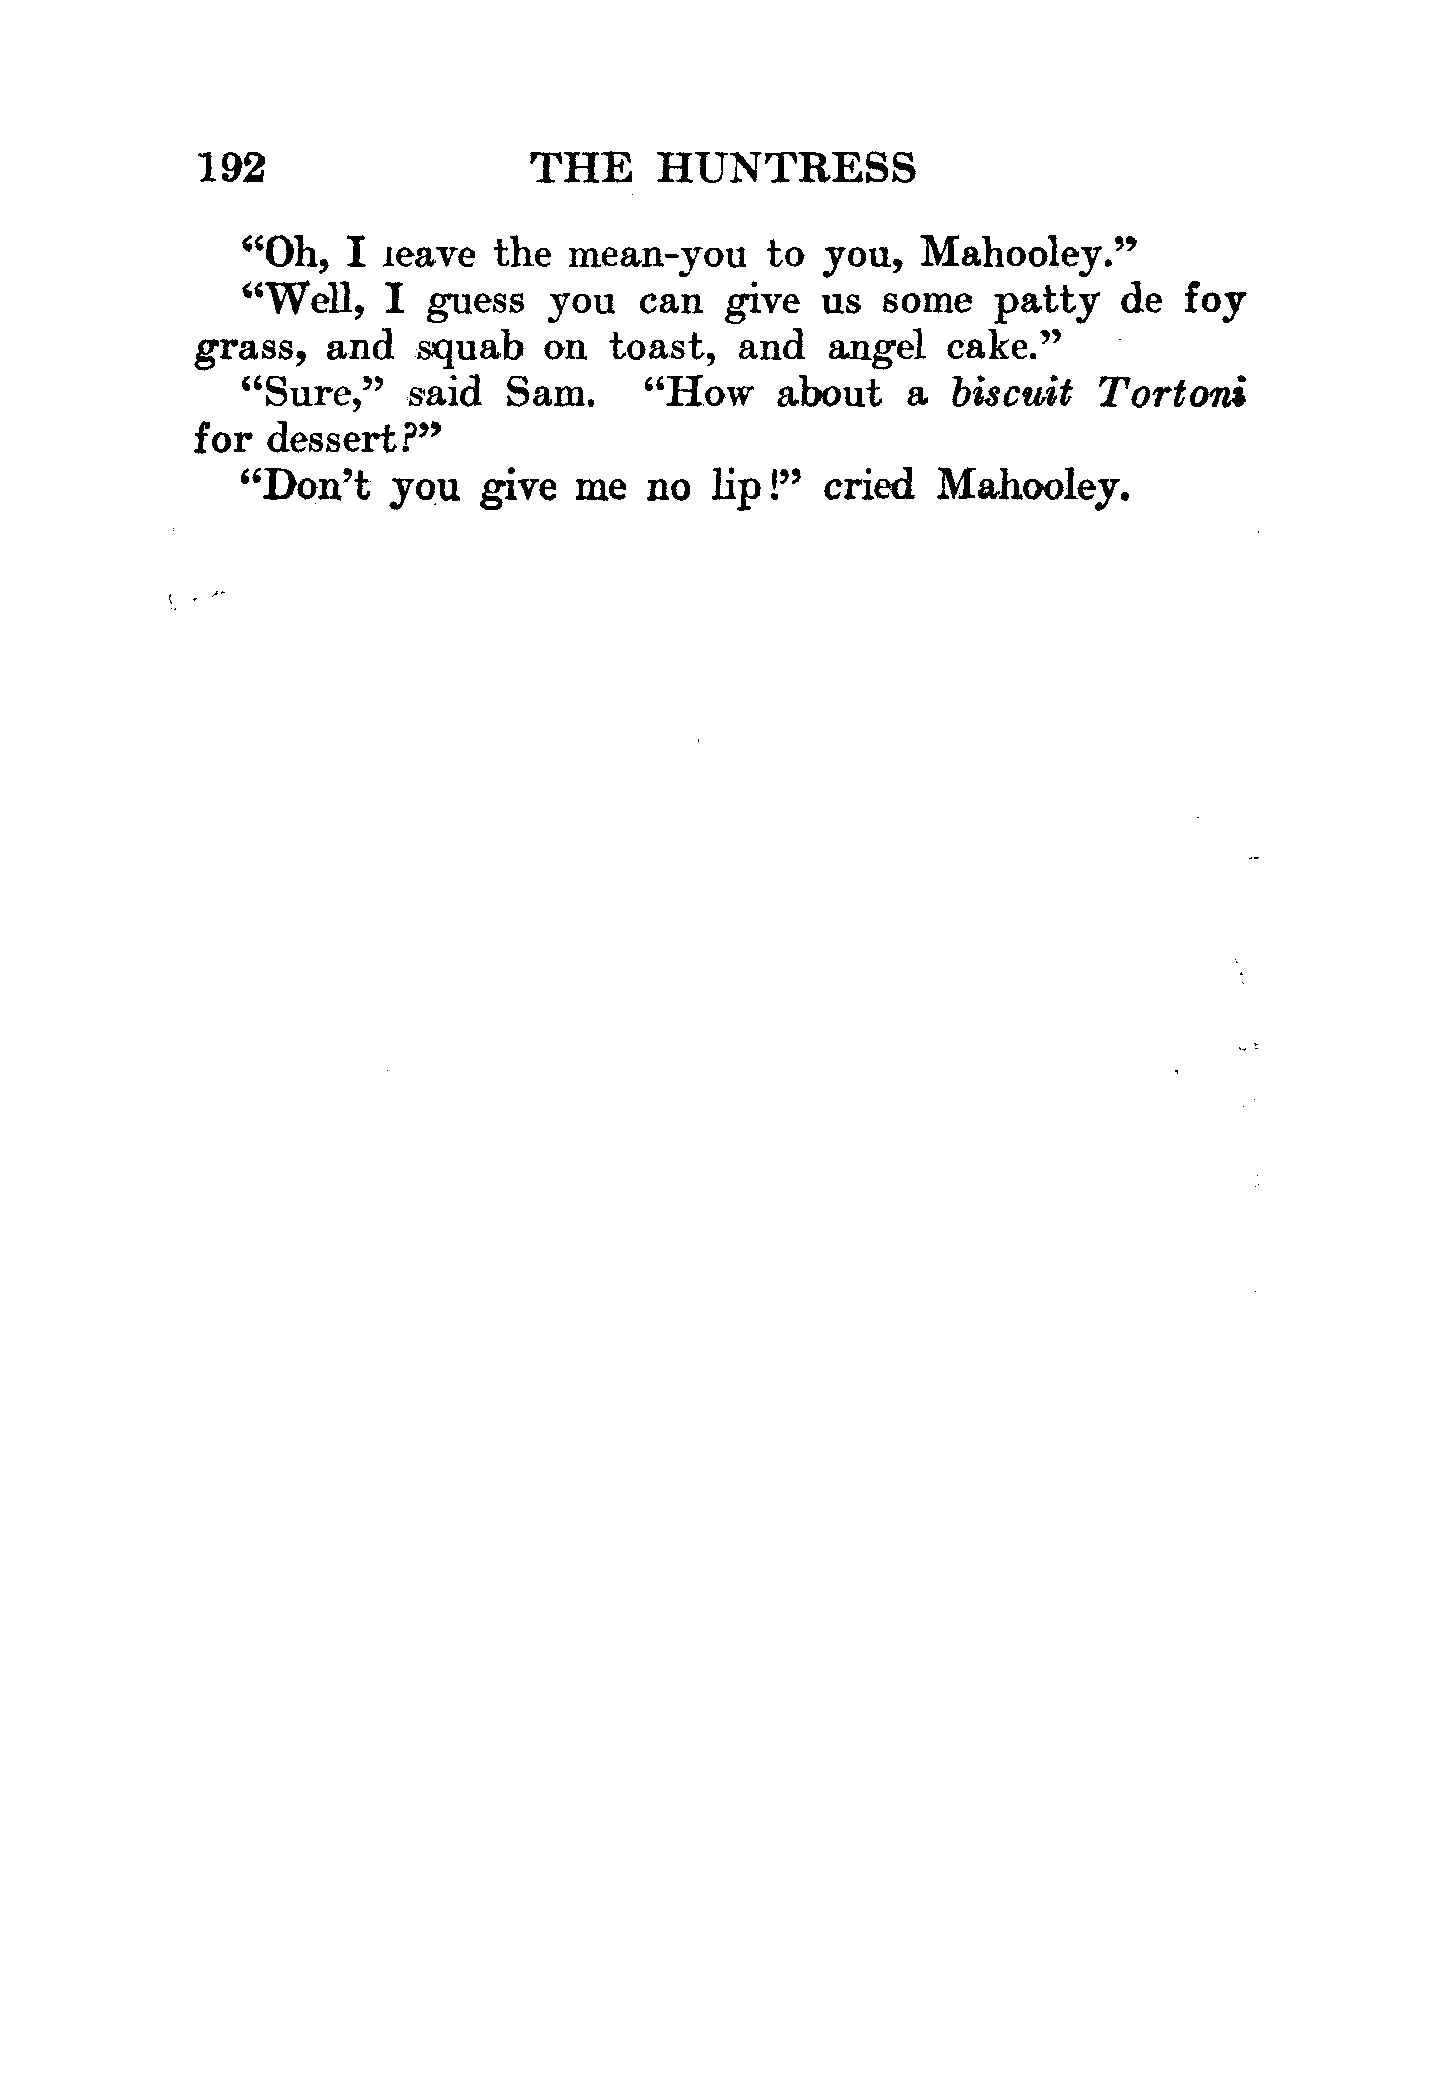 192 THE HUNTRESS
“Oh, I leave the mean-you to you, Mahooley.”
“Well, I guess you can give us some patty de foy
grass, and squab on toast, and angel cake.”
“Sure,” said Sam. “How about a biscuit Tortoni
for dessert?”
“Don’t you give me no lip!” cried Mahooley.